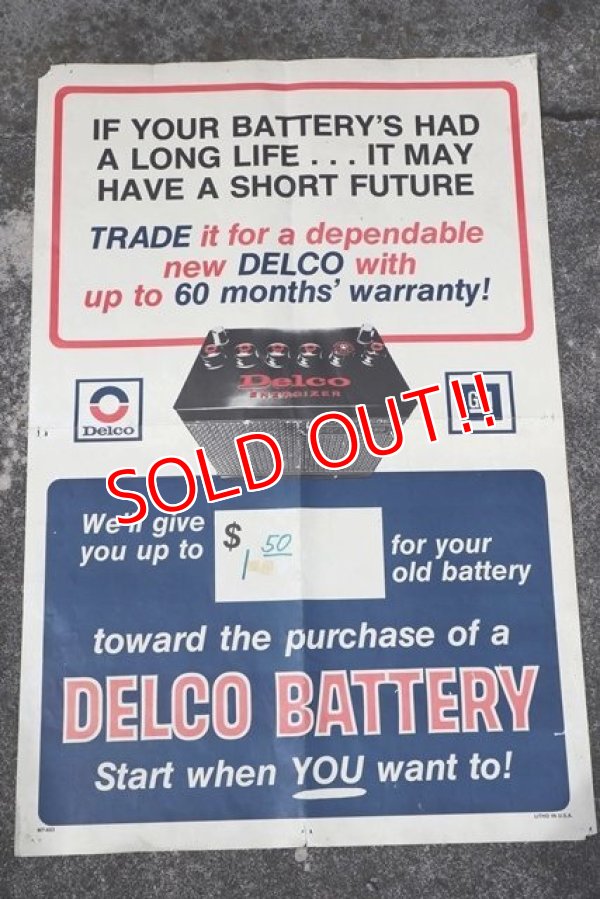 IF YOUR BATTERY'S HAD
A LONG LIFE . . . IT MAY
HAVE A SHORT FUTURE
TRADE it for a dependable
new DELCO with
up to 60 months' warranty!
Delco
ENERGIZER
Delco
GM
SOLD OUT!!
We'll give
you up to
$ 1 50
for your
old battery
toward the purchase of a
DELCO BATTERY
Start when YOU want to!
LITHO IN U.S.A.